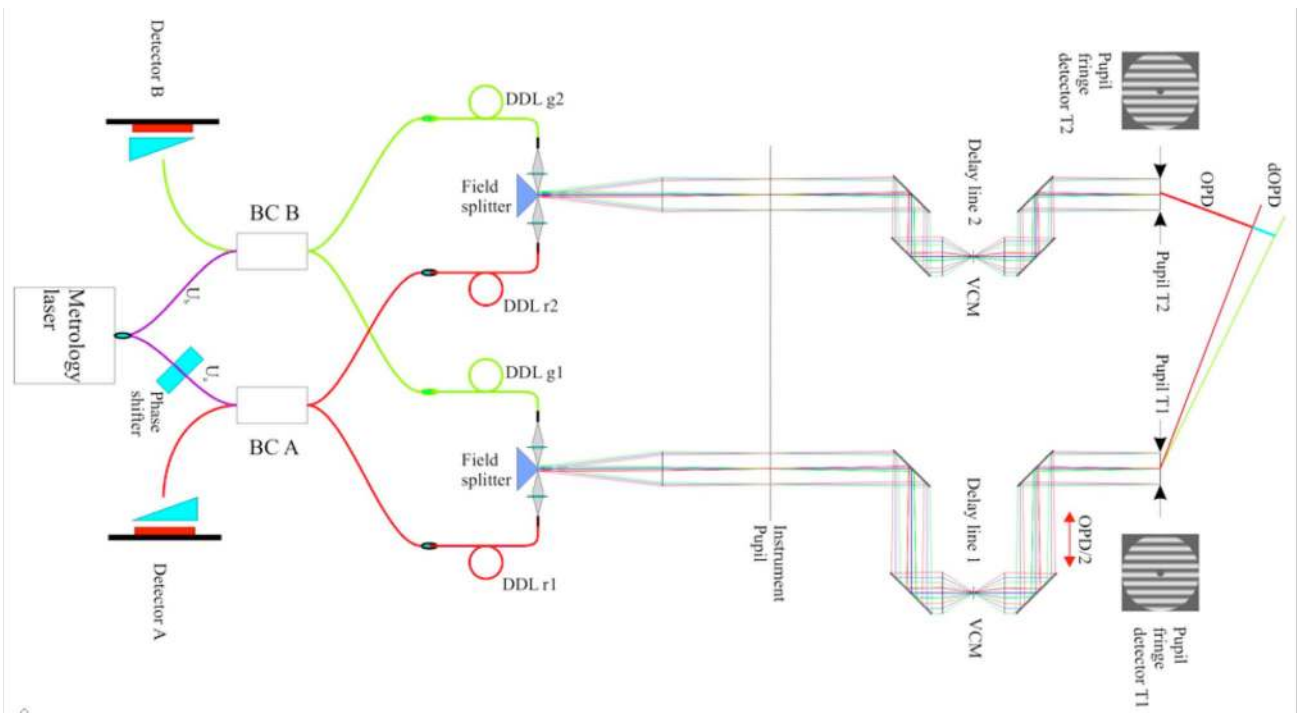 Detector B
Metrology
laser
U_s
U_p
Phase
shifter
Detector A
BC B
BC A
DDL g2
Field
splitter
DDL r2
DDL g1
Field
splitter
DDL r1
Instrument
Pupil
Delay line 2
VCM
Delay line 1
VCM
OPD/2
Pupil
fringe
detector T2
Pupil T2
Pupil T1
Pupil
fringe
detector T1
OPD
dOPD